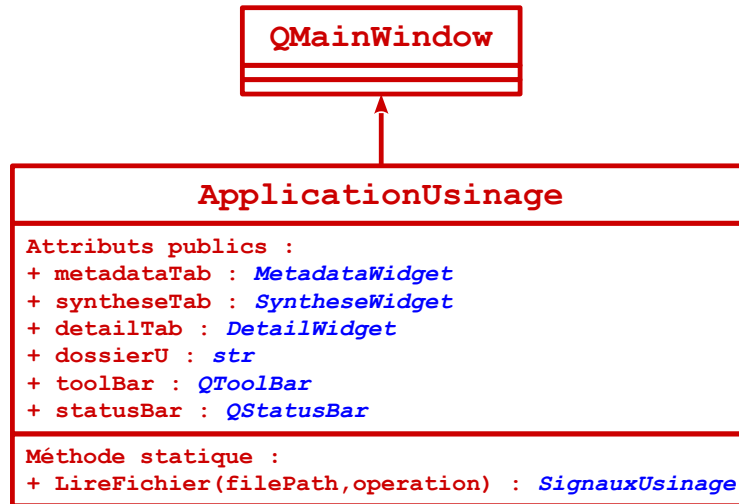 QMainWindow
ApplicationUsinage
Attributs publics :
+ metadataTab : MetadataWidget
+ syntheseTab : SyntheseWidget
+ detailTab : DetailWidget
+ dossierU : str
+ toolBar : QToolBar
+ statusBar : QStatusBar
Méthode statique :
+ LireFichier(filePath,operation) : SignauxUsinage